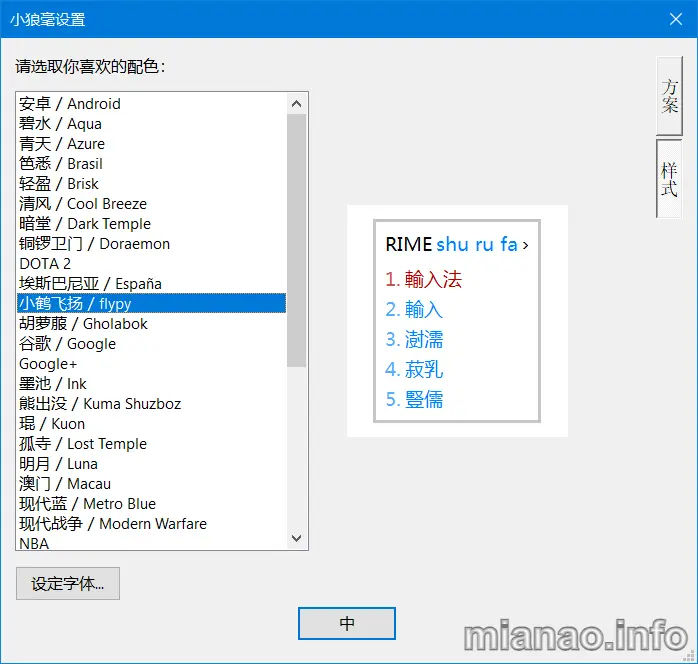 小狼毫设置
请选取你喜欢的配色：
安卓 / Android
碧水 / Aqua
青天 / Azure
笆悉 / Brasil
轻盈 / Brisk
清风 / Cool Breeze
暗堂 / Dark Temple
铜锣卫门 / Doraemon
DOTA 2
埃斯巴尼亚 / España
小鹤飞扬 / flypy
胡萝菔 / Gholabok
谷歌 / Google
Google+
墨池 / Ink
熊出没 / Kuma Shuzboz
琨 / Kuon
孤寺 / Lost Temple
明月 / Luna
澳门 / Macau
现代蓝 / Metro Blue
现代战争 / Modern Warfare
NBA
设定字体...
RIME shu ru fa ›
1. 輸入法
2. 輸入
3. 澍濡
4. 菽乳
5. 豎儒
方案
样式
中
mianao.info